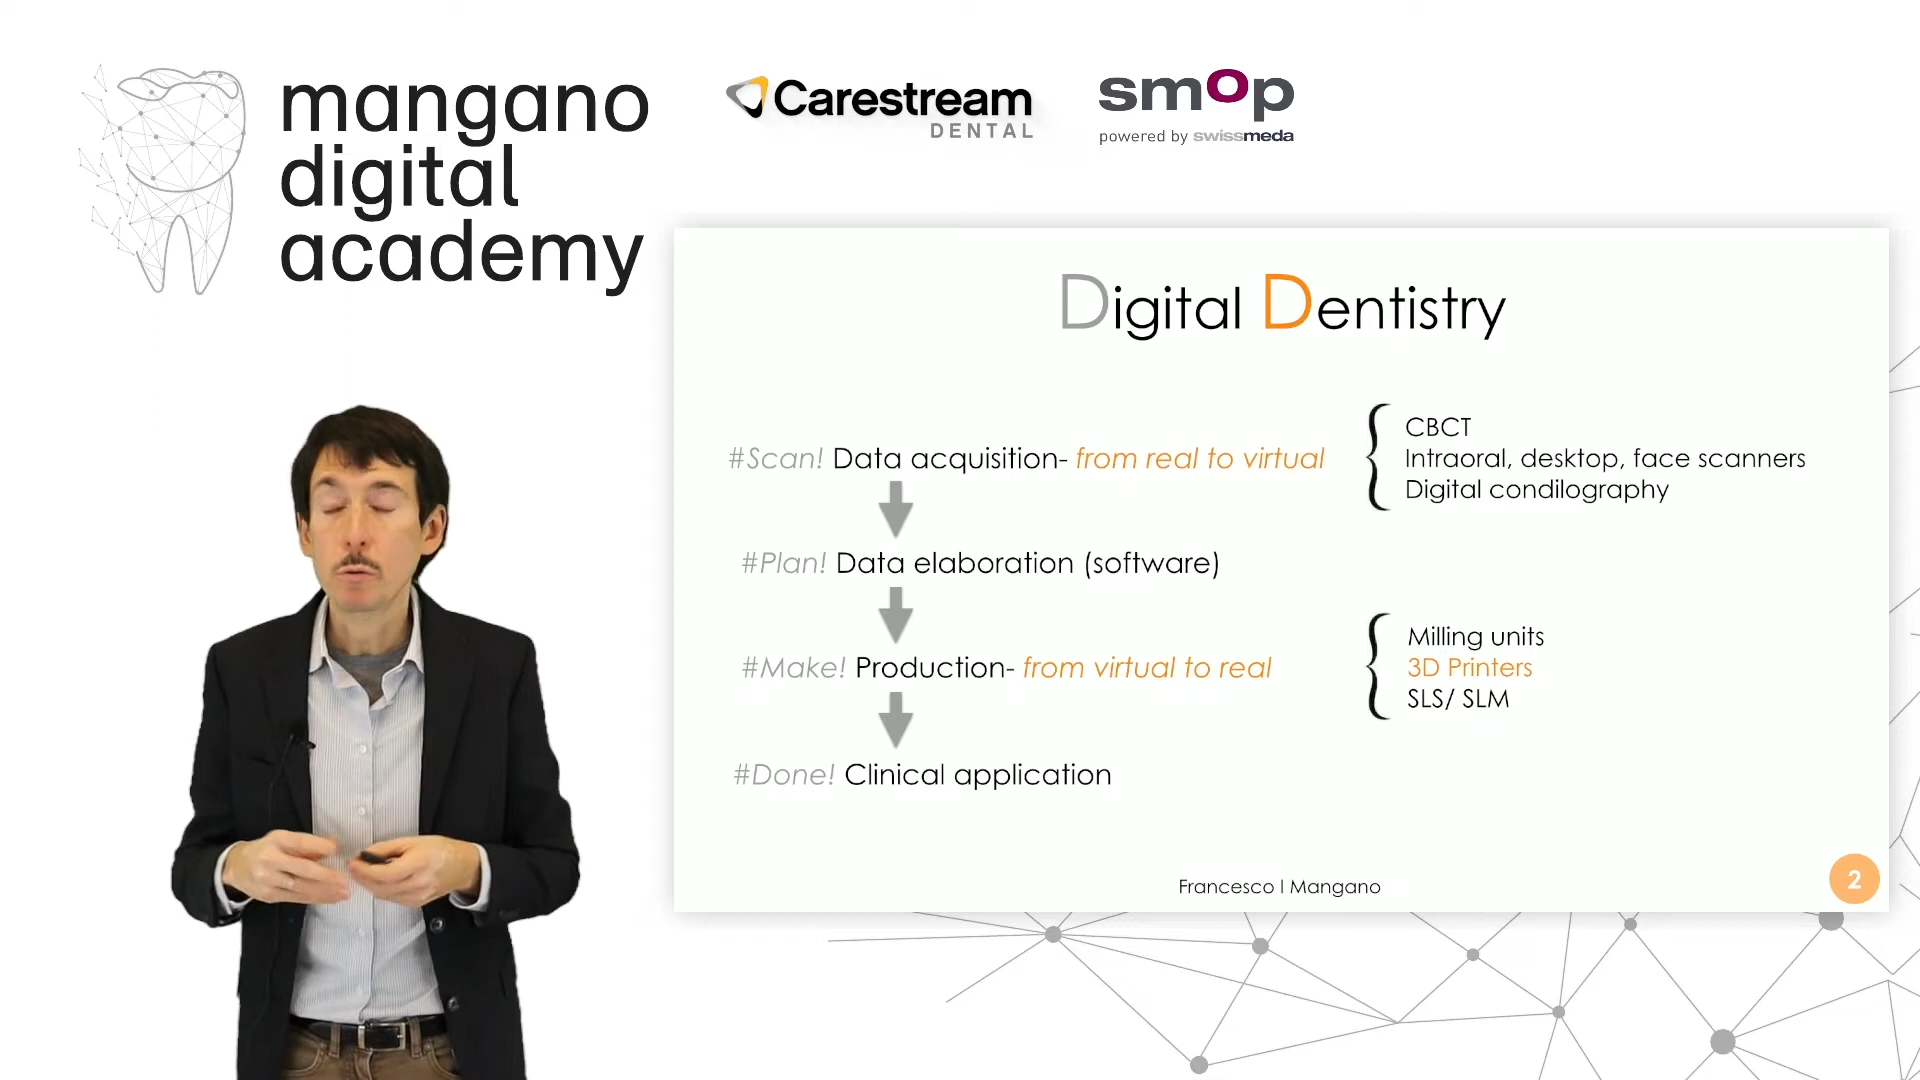 mangano
digital
academy
Carestream
DENTAL
smop
powered by swissmeda
Digital Dentistry
#Scan! Data acquisition- from real to virtual
CBCT
Intraoral, desktop, face scanners
Digital condilography
#Plan! Data elaboration (software)
#Make! Production- from virtual to real
Milling units
3D Printers
SLS/ SLM
#Done! Clinical application
Francesco I Mangano
2